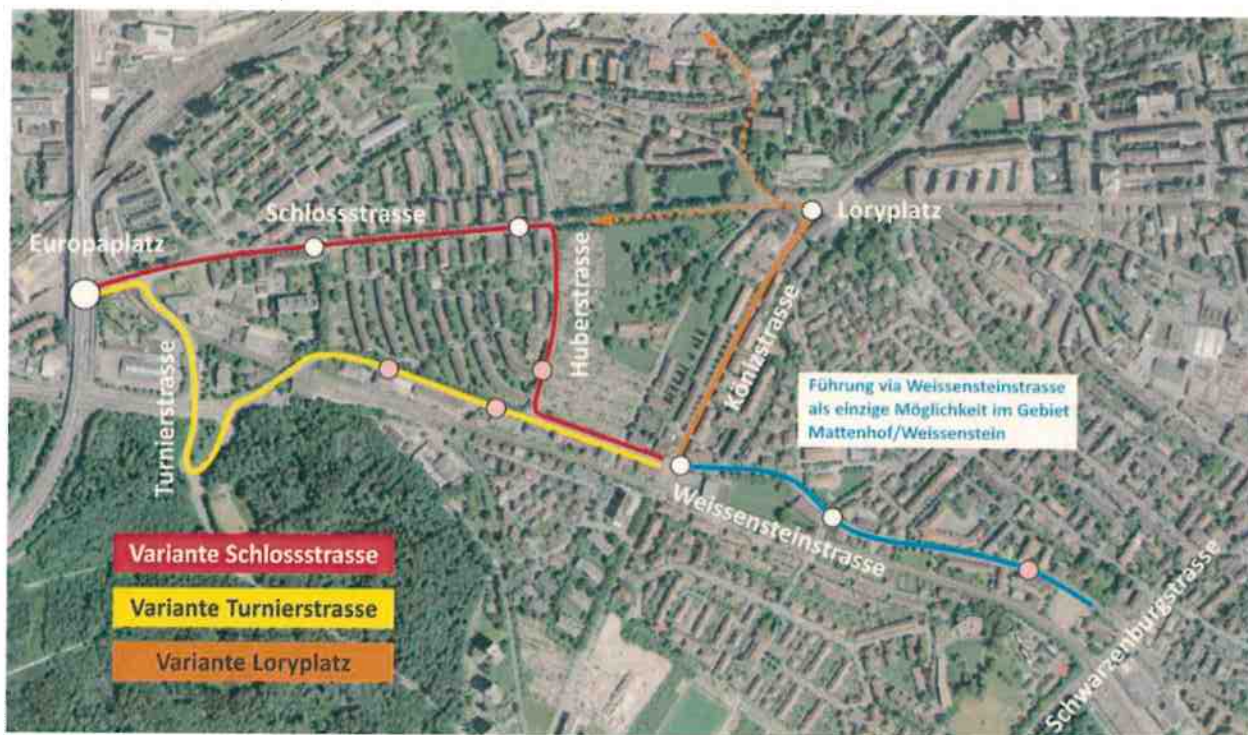 Schlossstrasse
Loryplatz
Europaplatz
Huberstrasse
Könizstrasse
Turnierstrasse
Führung via Weissensteinstrasse
als einzige Möglichkeit im Gebiet
Mattenhof/Weissenstein
Weissensteinstrasse
Schwarzenburgstrasse
Variante Schlossstrasse
Variante Turnierstrasse
Variante Loryplatz